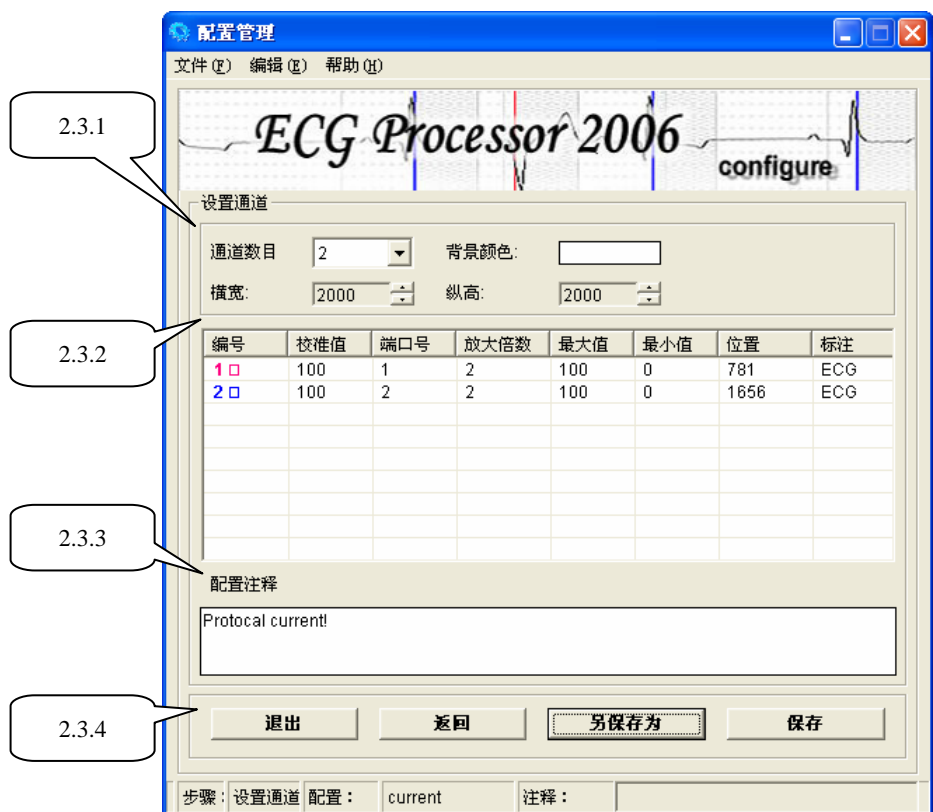 配置管理
文件(F) 编辑(E) 帮助(H)
2.3.1
ECG Processor 2006
configure
设置通道
通道数目 2 背景颜色:
横宽: 2000 纵高: 2000
2.3.2
编号 校准值 端口号 放大倍数 最大值 最小值 位置 标注
1 100 1 2 100 0 781 ECG
2 100 2 2 100 0 1656 ECG
2.3.3
配置注释
Protocal current!
2.3.4
退出 返回 另保存为 保存
步骤: 设置通道 配置: current 注释: